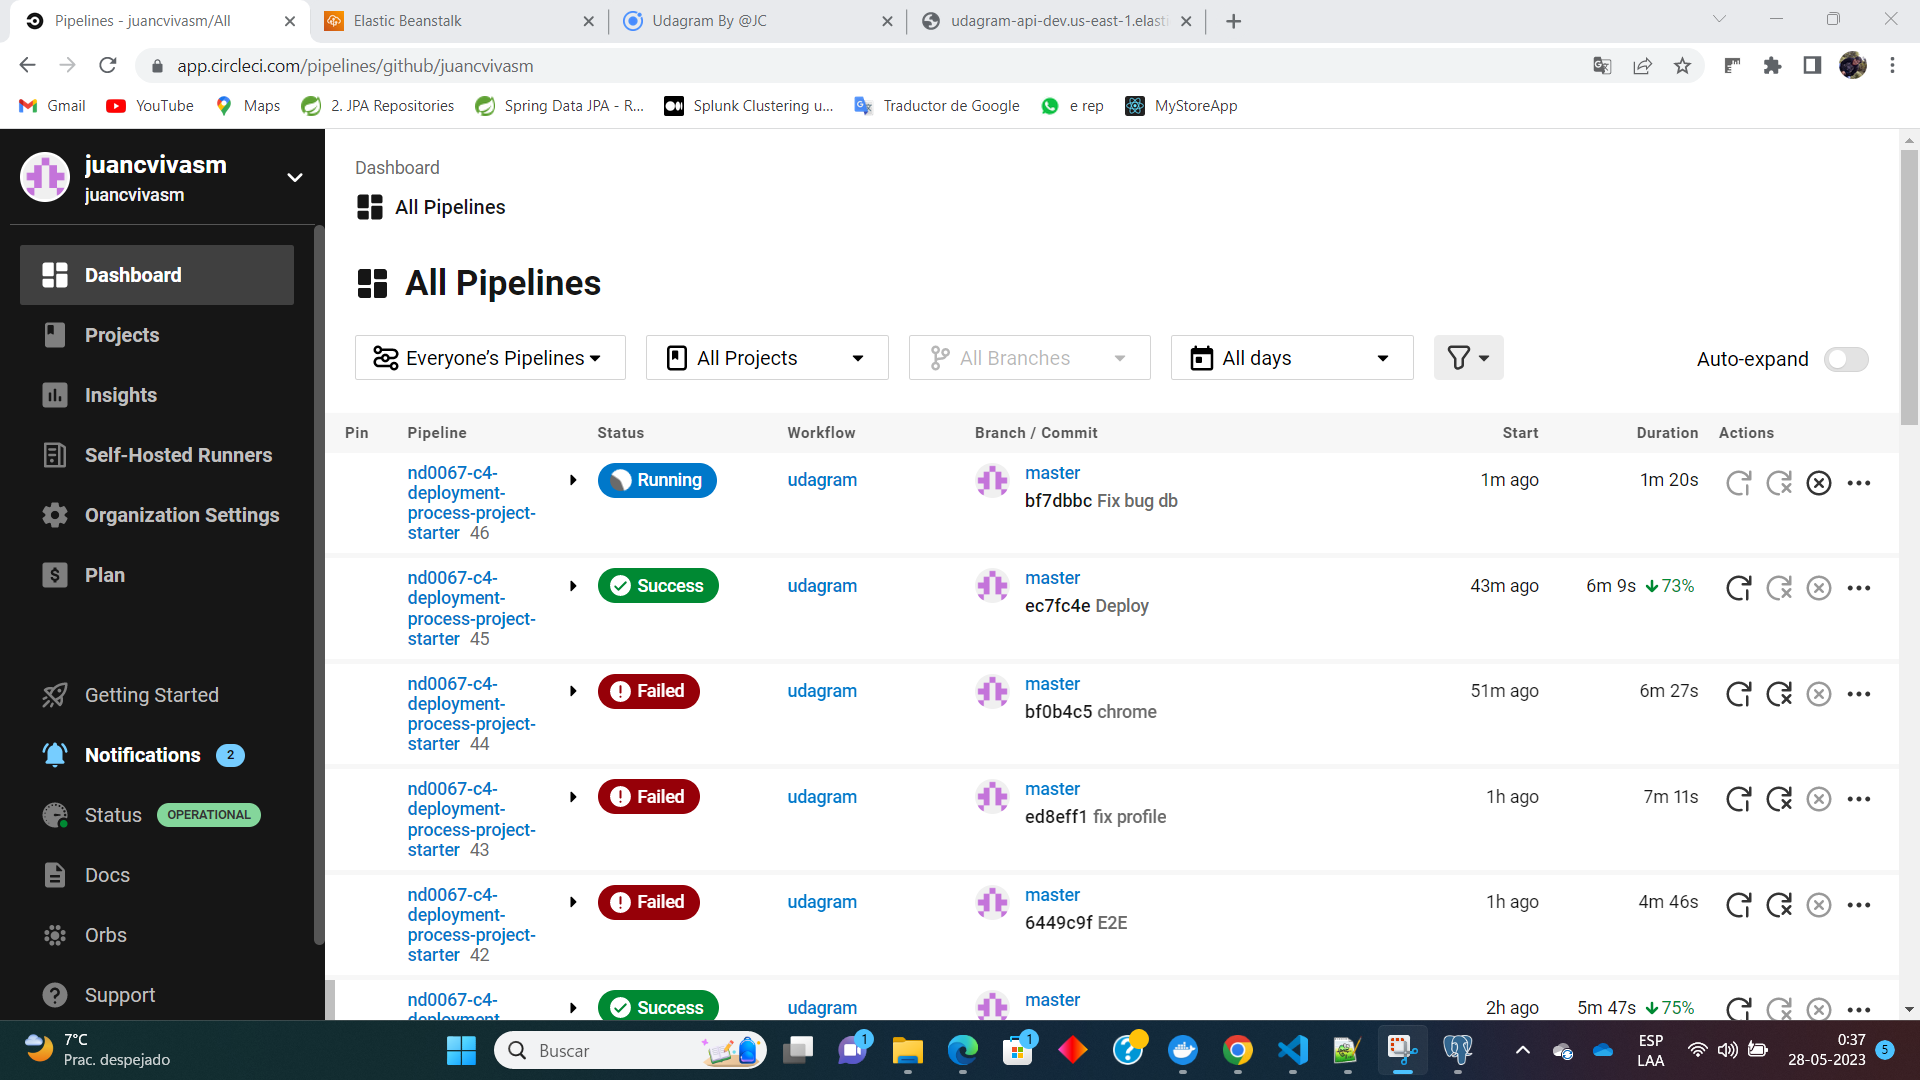 Pipelines - juancvivasm/All
Elastic Beanstalk
Udagram By @JC
udagram-api-dev.us-east-1.elasti
app.circleci.com/pipelines/github/juancvivasm
Gmail
YouTube
Maps
2. JPA Repositories
Spring Data JPA - R...
Splunk Clustering u...
Traductor de Google
e rep
MyStoreApp
juancvivasm
juancvivasm
Dashboard
Projects
Insights
Self-Hosted Runners
Organization Settings
Plan
Getting Started
Notifications 2
Status OPERATIONAL
Docs
Orbs
Support
Dashboard
All Pipelines
All Pipelines
Everyone’s Pipelines
All Projects
All Branches
All days
Auto-expand
Pin Pipeline Status Workflow Branch / Commit Start Duration Actions
nd0067-c4-
deployment-
process-project-
starter 46
Running
udagram
master
bf7dbbc Fix bug db
1m ago
1m 20s
nd0067-c4-
deployment-
process-project-
starter 45
Success
udagram
master
ec7fc4e Deploy
43m ago
6m 9s 73%
nd0067-c4-
deployment-
process-project-
starter 44
Failed
udagram
master
bf0b4c5 chrome
51m ago
6m 27s
nd0067-c4-
deployment-
process-project-
starter 43
Failed
udagram
master
ed8eff1 fix profile
1h ago
7m 11s
nd0067-c4-
deployment-
process-project-
starter 42
Failed
udagram
master
6449c9f E2E
1h ago
4m 46s
nd0067-c4-
deployment-
Success
udagram
master
2h ago
5m 47s 75%
7°C
Prac. despejado
Buscar
1
1
ESP
LAA
0:37
28-05-2023
5